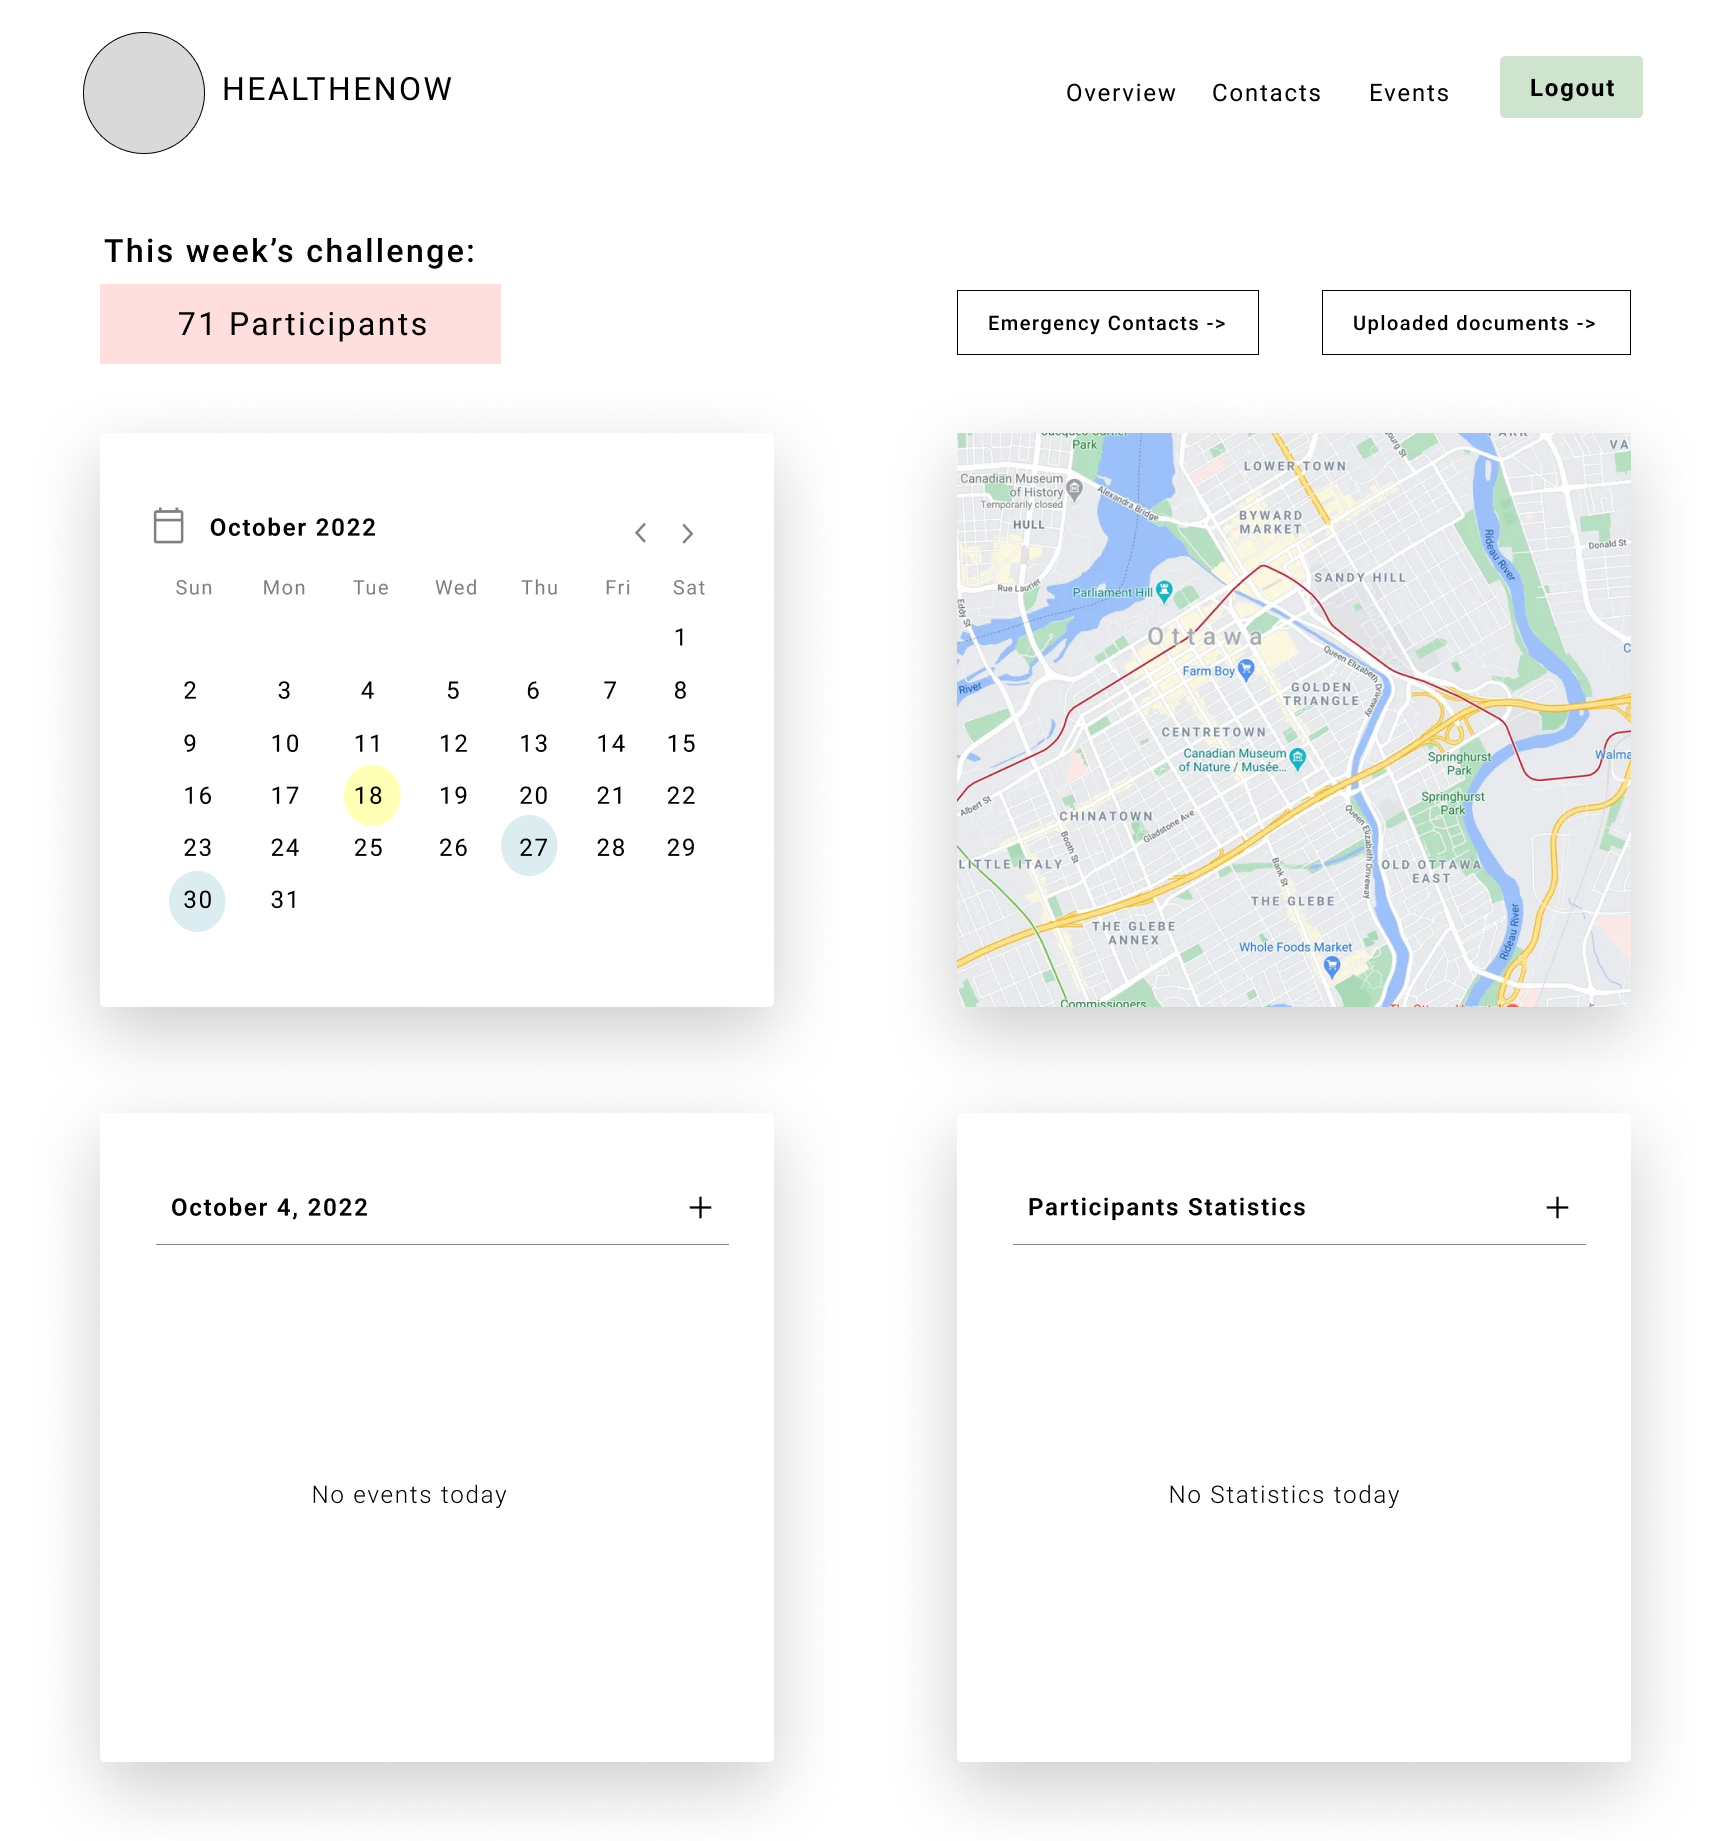 HEALTHENOW
Overview Contacts Events Logout
This week’s challenge:
71 Participants
Emergency Contacts ->
Uploaded documents ->
October 2022
Sun Mon Tue Wed Thu Fri Sat
1
2 3 4 5 6 7 8
9 10 11 12 13 14 15
16 17 18 19 20 21 22
23 24 25 26 27 28 29
30 31
Park
LOWER TOWN
VA
Canadian Museum
of History
Temporarily closed
Alexandra Bridge
HULL
BYWARD
MARKET
Rideau River
Donald St
Rue Laurier
Parliament Hill
SANDY HILL
Eddy St
Ottawa
Queen Elizabeth Driveway
Farm Boy
River
GOLDEN
TRIANGLE
CENTRETOWN
Canadian Museum
of Nature / Musée...
Springhurst
Park
Walma
Springhurst
Park
Albert St
CHINATOWN
Gladstone Ave
Booth St
Queen Elizabeth Driveway
LITTLE ITALY
Bank St
OLD OTTAWA
EAST
THE GLEBE
THE GLEBE
ANNEX
Rideau River
Whole Foods Market
Commissioners
October 4, 2022 +
No events today
Participants Statistics +
No Statistics today